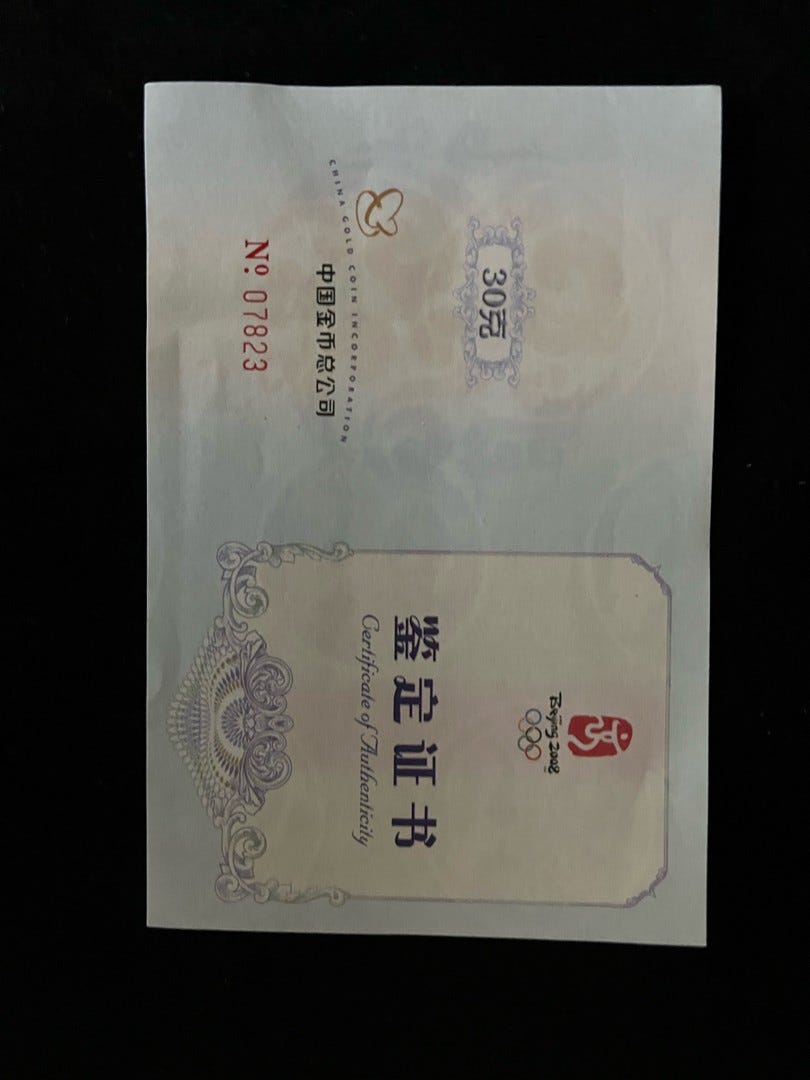 30克
CHINA GOLD COIN INCORPORATION
中国金币总公司
Nº: 07823
Beijing 2008
鉴定证书
Certificate of Authenticity